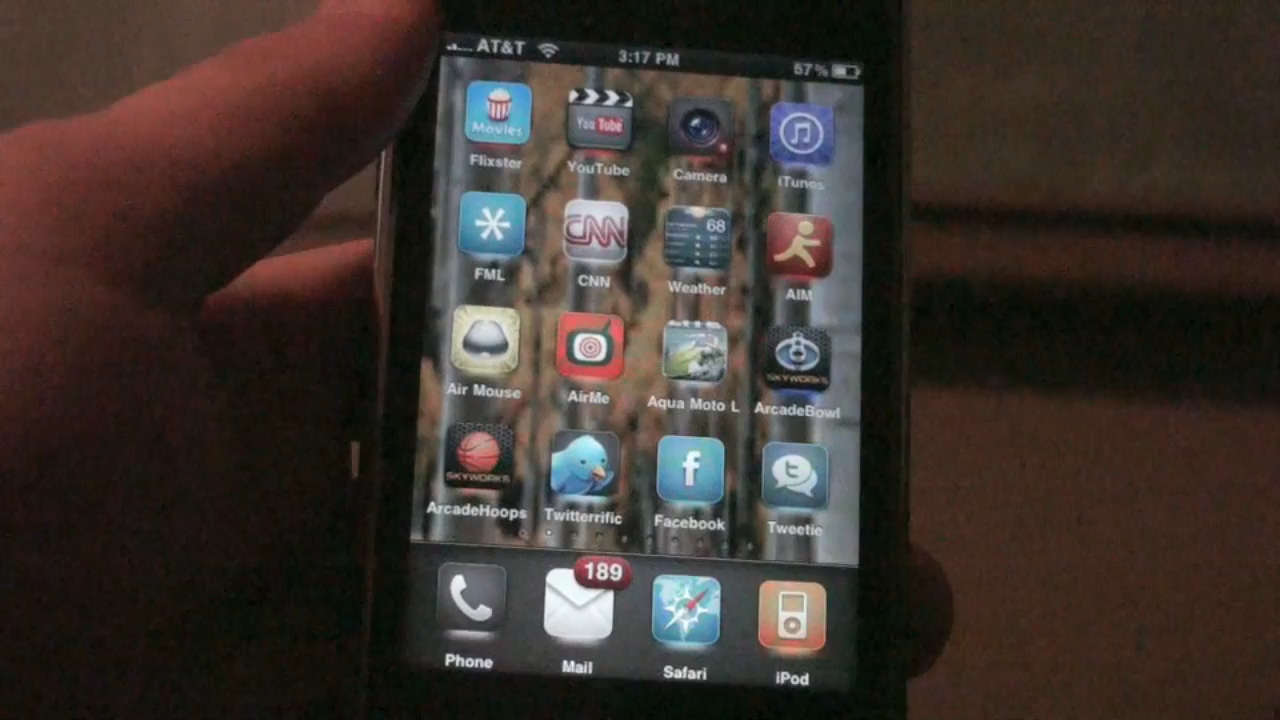 AT&T 3:17 PM 67%
Movies You Tube
Flixster YouTube Camera iTunes
CNN 68
FML CNN Weather AIM
SKYWORKS
Air Mouse AirMe Aqua Moto L ArcadeBowl
SKYWORKS f t
ArcadeHoops Twitterrific Facebook Tweetie
189
Phone Mail Safari iPod